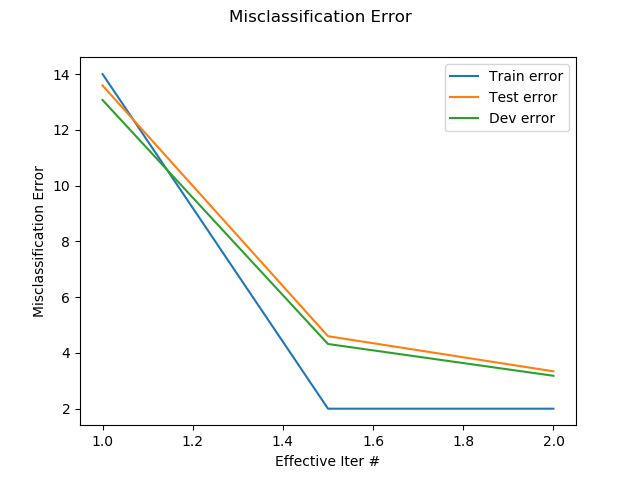 Misclassification Error
14
12
10
8
6
4
2
Misclassification Error
Train error
Test error
Dev error
1.0 1.2 1.4 1.6 1.8 2.0
Effective Iter #